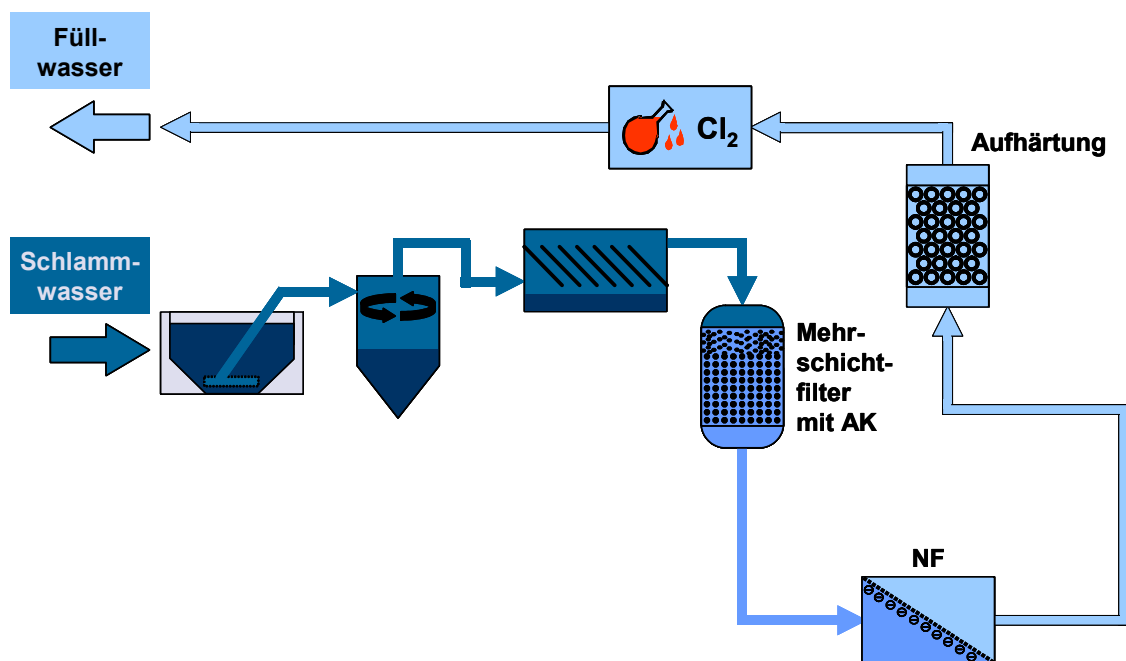 Füll-
wasser
Cl₂
Aufhärtung
Schlamm-
wasser
Mehr-
schicht-
filter
mit AK
NF